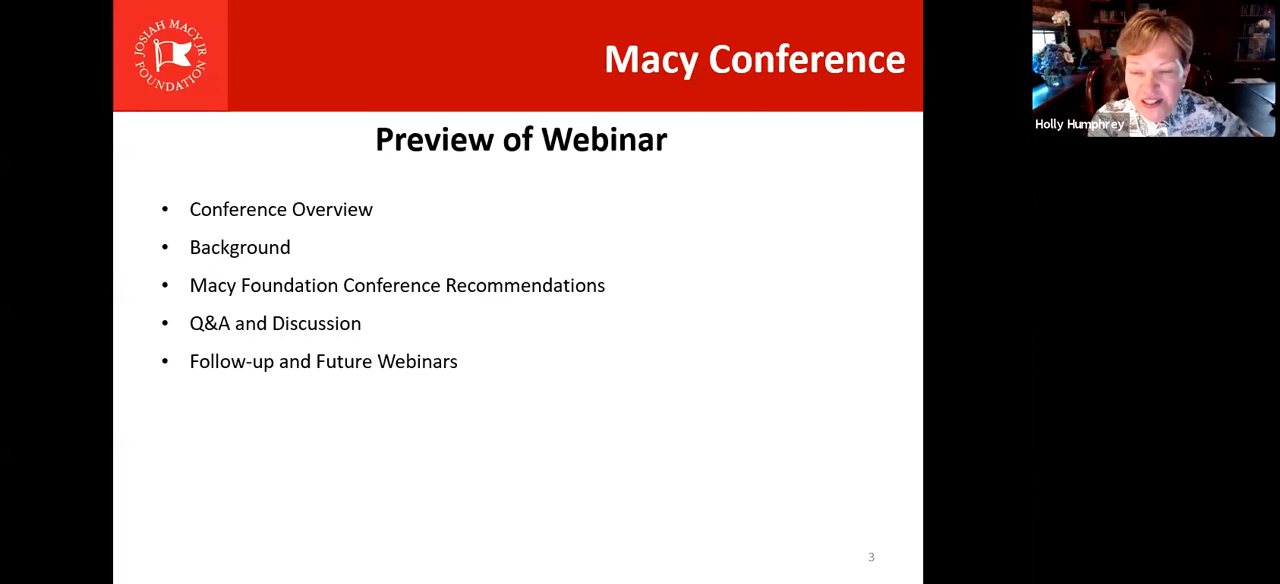 JOSIAH MACY JR
FOUNDATION
Macy Conference
Preview of Webinar
• Conference Overview
• Background
• Macy Foundation Conference Recommendations
• Q&A and Discussion
• Follow-up and Future Webinars
3
Holly Humphrey